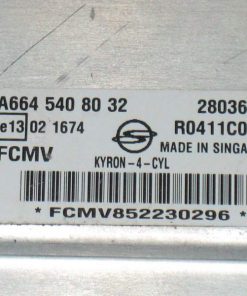 A664 540 80 32 28036
e13 02 1674 R0411C0
FCMV MADE IN SINGA
KYRON-4-CYL
* FCMV852230296 *